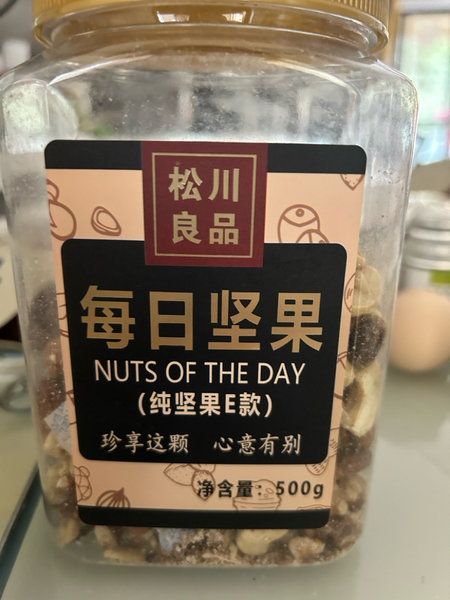 松川
良品
每日坚果
NUTS OF THE DAY
(纯坚果E款)
珍享这颗 心意有别
净含量：500g